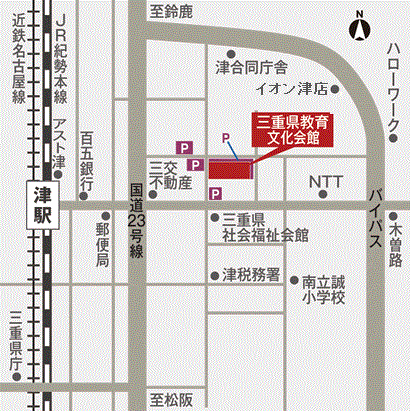 至鈴鹿
N
近鉄名古屋線
JR紀勢本線
津合同庁舎
イオン津店
ハローワーク
アスト津
百五銀行
三重県教育
文化会館
P
P
P
三交
不動産
P
NTT
バイパス
津駅
国道23号線
郵便局
三重県
社会福祉会館
木曽路
津税務署
南立誠
小学校
三重県庁
至松阪